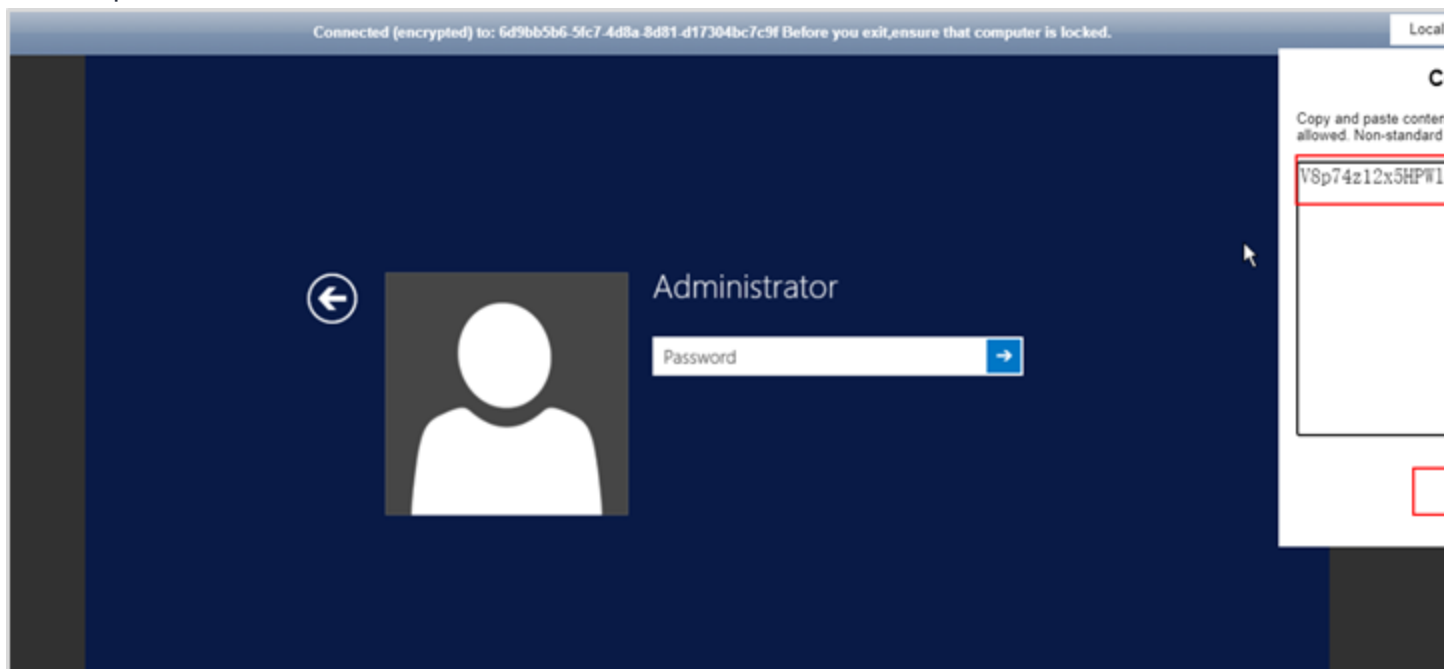 Connected (encrypted) to: 6d9bb5b6-5fc7-4d8a-8d81-d17304bc7c9f Before you exit,ensure that computer is locked.
Local
C
Copy and paste conten
allowed. Non-standard
V8p74z12x5HPW1
Administrator
Password